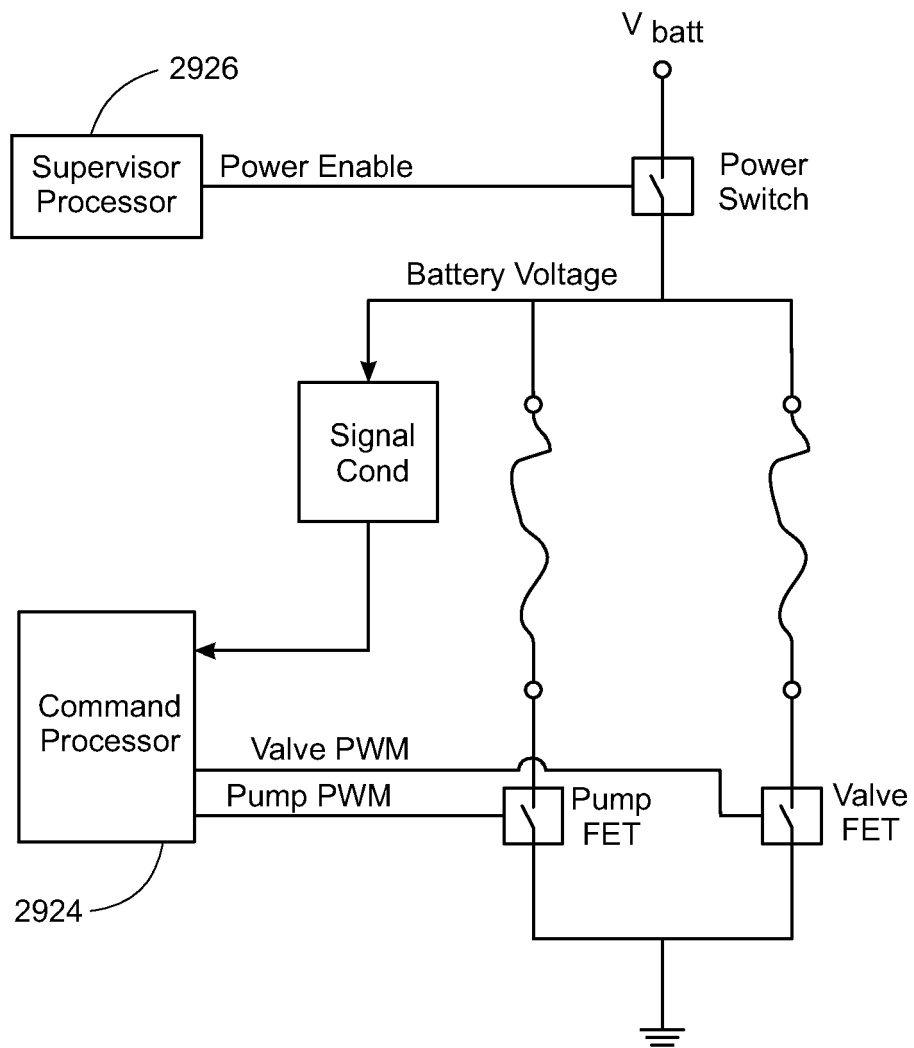 V batt
2926
Supervisor
Processor
Power Enable
Power
Switch
Battery Voltage
Signal
Cond
Command
Processor
Valve PWM
Pump PWM
Pump
FET
Valve
FET
2924